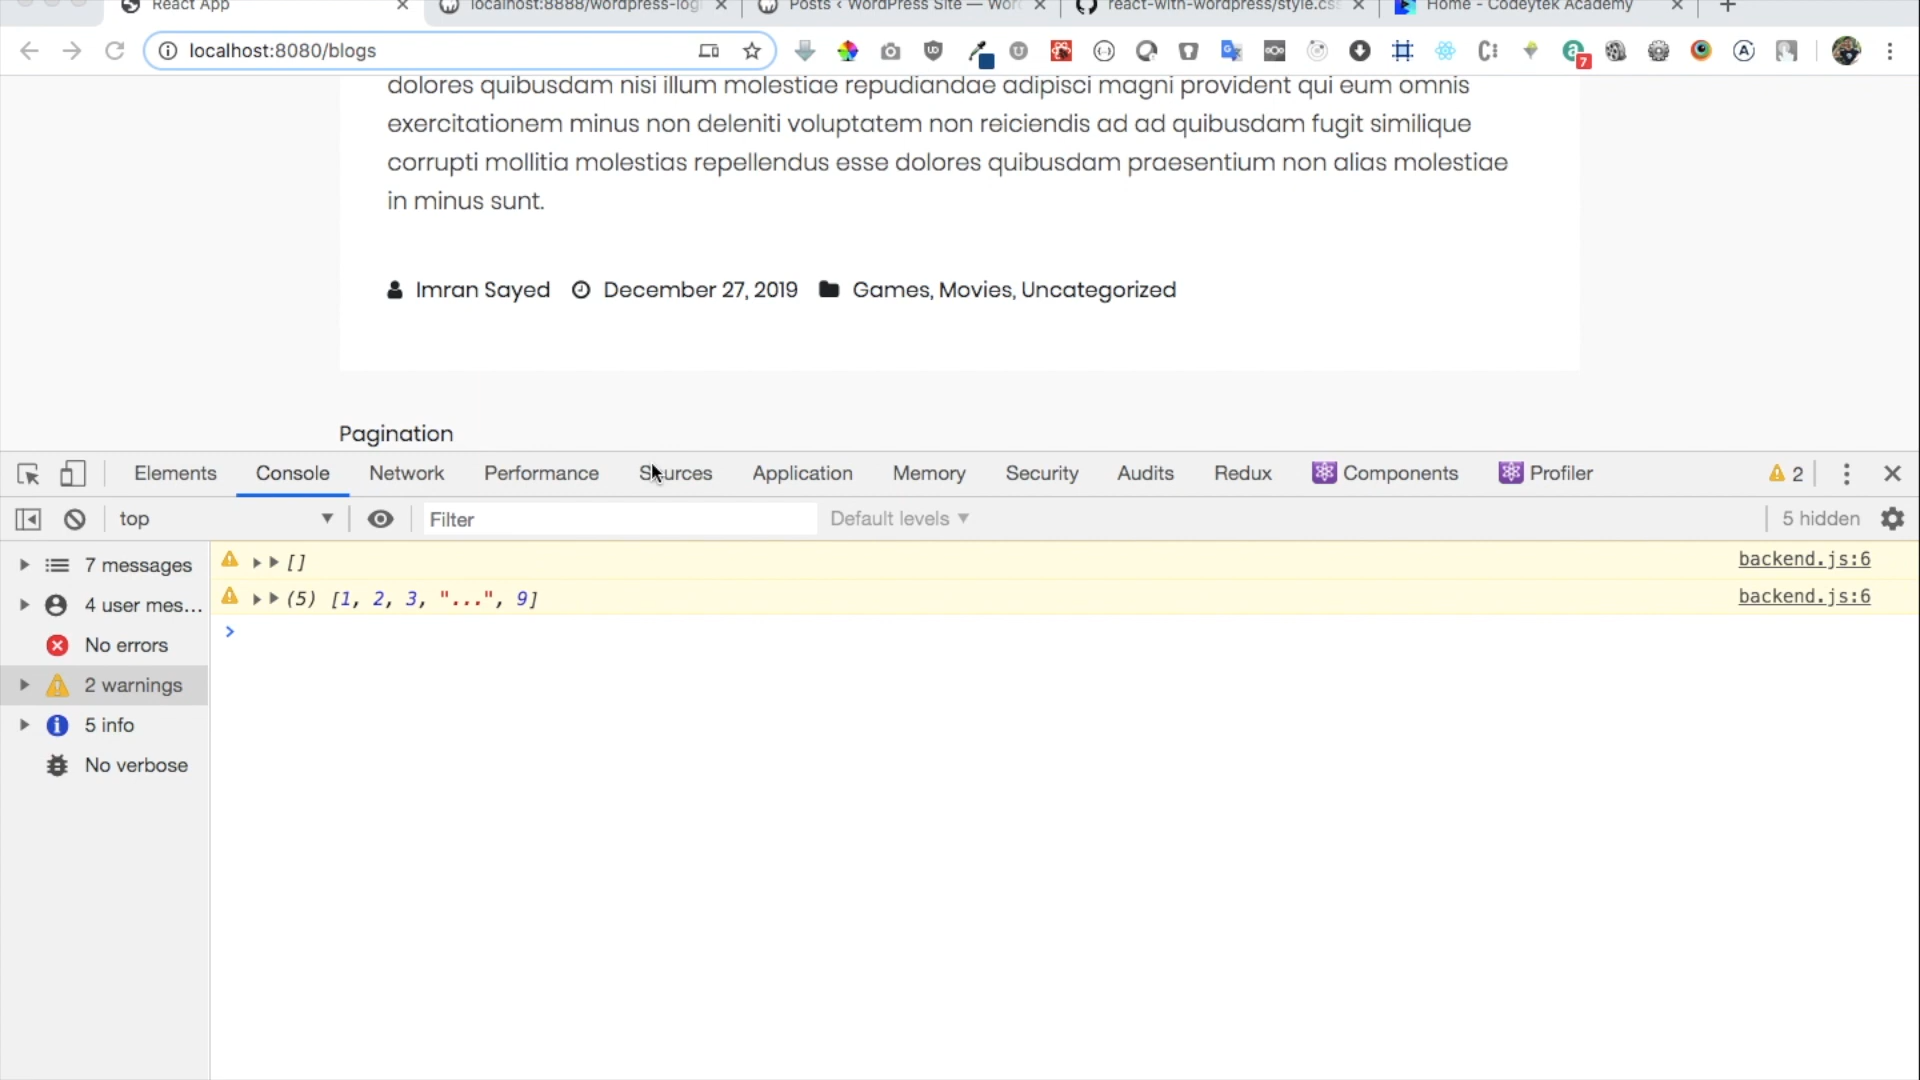 React App
localhost:8888/wordpress-logi
Posts ‹ WordPress Site — Word
react-with-wordpress/style.css
Home - Codeytek Academy
localhost:8080/blogs
7
dolores quibusdam nisi illum molestiae repudiandae adipisci magni provident qui eum omnis
exercitationem minus non deleniti voluptatem non reiciendis ad ad quibusdam fugit similique
corrupti mollitia molestias repellendus esse dolores quibusdam praesentium non alias molestiae
in minus sunt.
Imran Sayed December 27, 2019 Games, Movies, Uncategorized
Pagination
Elements Console Network Performance Sources Application Memory Security Audits Redux Components Profiler 2
top Filter Default levels 5 hidden
7 messages
4 user mes...
No errors
2 warnings
5 info
No verbose
[] backend.js:6
(5) [1, 2, 3, "...", 9] backend.js:6